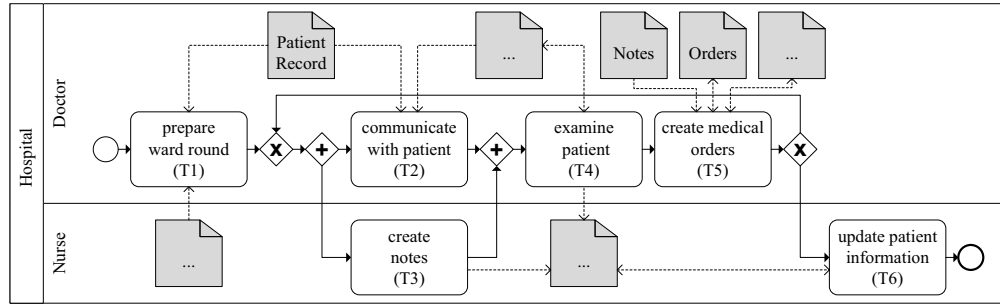 Hospital
Doctor
Patient
Record
...
Notes
Orders
...
prepare
ward round
(T1)
X
+
communicate
with patient
(T2)
+
examine
patient
(T4)
create medical
orders
(T5)
X
Nurse
...
create
notes
(T3)
...
update patient
information
(T6)